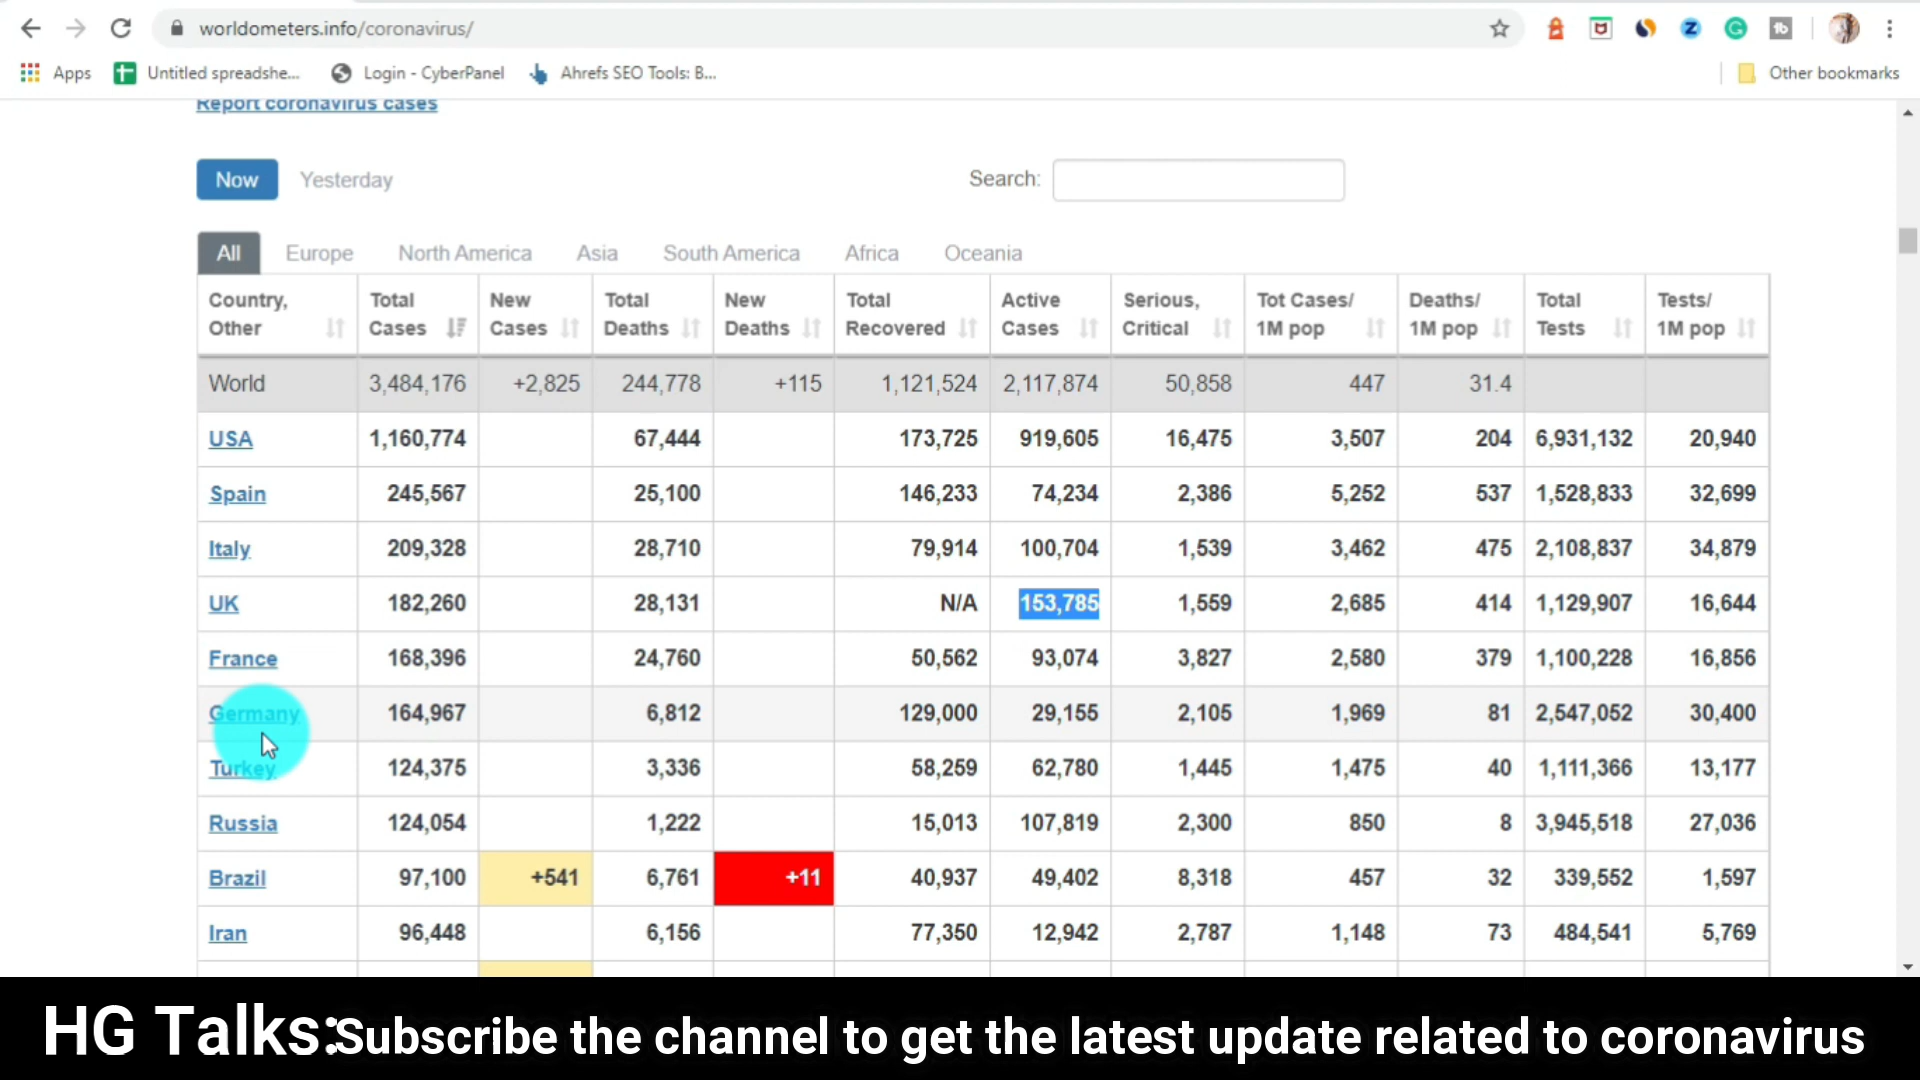 worldometers.info/coronavirus/
Apps Untitled spreadshe... Login - CyberPanel Ahrefs SEO Tools: B... Other bookmarks
Report coronavirus cases
Now Yesterday Search:
All Europe North America Asia South America Africa Oceania
Country, Total New Total New Total Active Serious, Tot Cases/ Deaths/ Total Tests/
Other Cases Cases Deaths Deaths Recovered Cases Critical 1M pop 1M pop Tests 1M pop
World 3,484,176 +2,825 244,778 +115 1,121,524 2,117,874 50,858 447 31.4
USA 1,160,774 67,444 173,725 919,605 16,475 3,507 204 6,931,132 20,940
Spain 245,567 25,100 146,233 74,234 2,386 5,252 537 1,528,833 32,699
Italy 209,328 28,710 79,914 100,704 1,539 3,462 475 2,108,837 34,879
UK 182,260 28,131 N/A 153,785 1,559 2,685 414 1,129,907 16,644
France 168,396 24,760 50,562 93,074 3,827 2,580 379 1,100,228 16,856
Germany 164,967 6,812 129,000 29,155 2,105 1,969 81 2,547,052 30,400
Turkey 124,375 3,336 58,259 62,780 1,445 1,475 40 1,111,366 13,177
Russia 124,054 1,222 15,013 107,819 2,300 850 8 3,945,518 27,036
Brazil 97,100 +541 6,761 +11 40,937 49,402 8,318 457 32 339,552 1,597
Iran 96,448 6,156 77,350 12,942 2,787 1,148 73 484,541 5,769
HG Talks: Subscribe the channel to get the latest update related to coronavirus